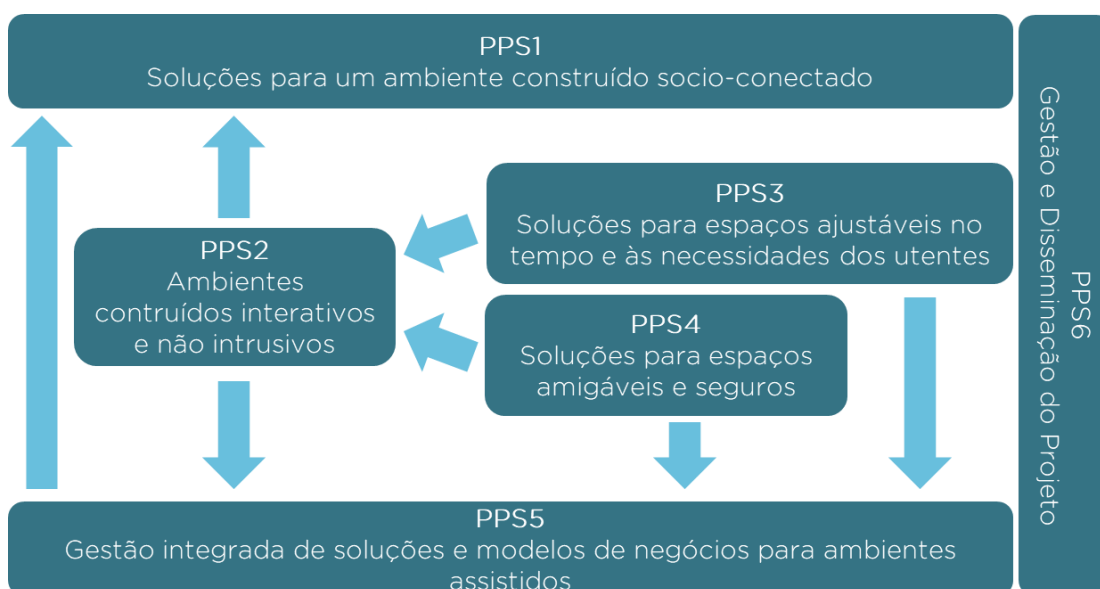 PPS1
Soluções para um ambiente construído socio-conectado
PPS3
Soluções para espaços ajustáveis no
tempo e às necessidades dos utentes
PPS2
Ambientes
contruídos interativos
e não intrusivos
PPS4
Soluções para espaços
amigáveis e seguros
PPS5
Gestão integrada de soluções e modelos de negócios para ambientes
assistidos
PPS6
Gestão e Disseminação do Projeto